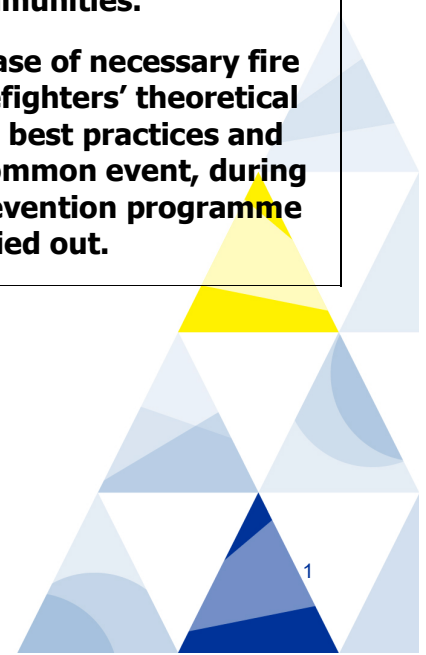 munities.
ase of necessary fire
efighters’ theoretical
best practices and
ommon event, during
evention programme
ied out.
1